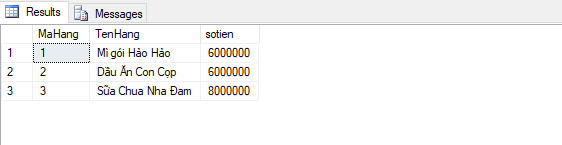 Results Messages
MaHang TenHang sotien
1 1 Mì gói Hảo Hảo 6000000
2 2 Dầu Ăn Con Cọp 6000000
3 3 Sữa Chua Nha Đam 8000000